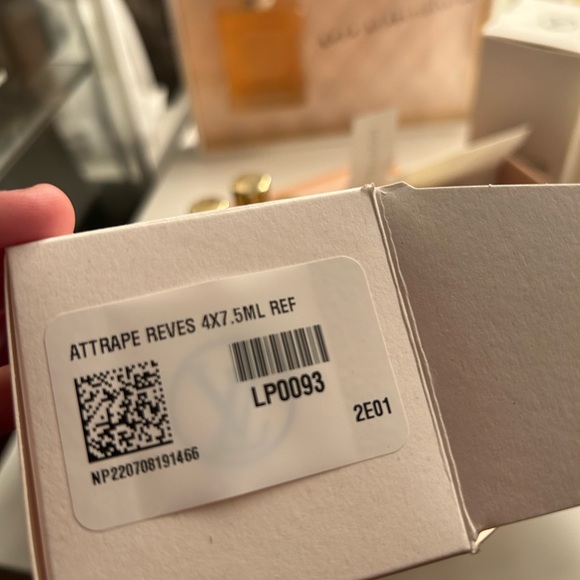 ATTRAPE REVES 4X7.5ML REF
LP0093
2E01
NP220708191466